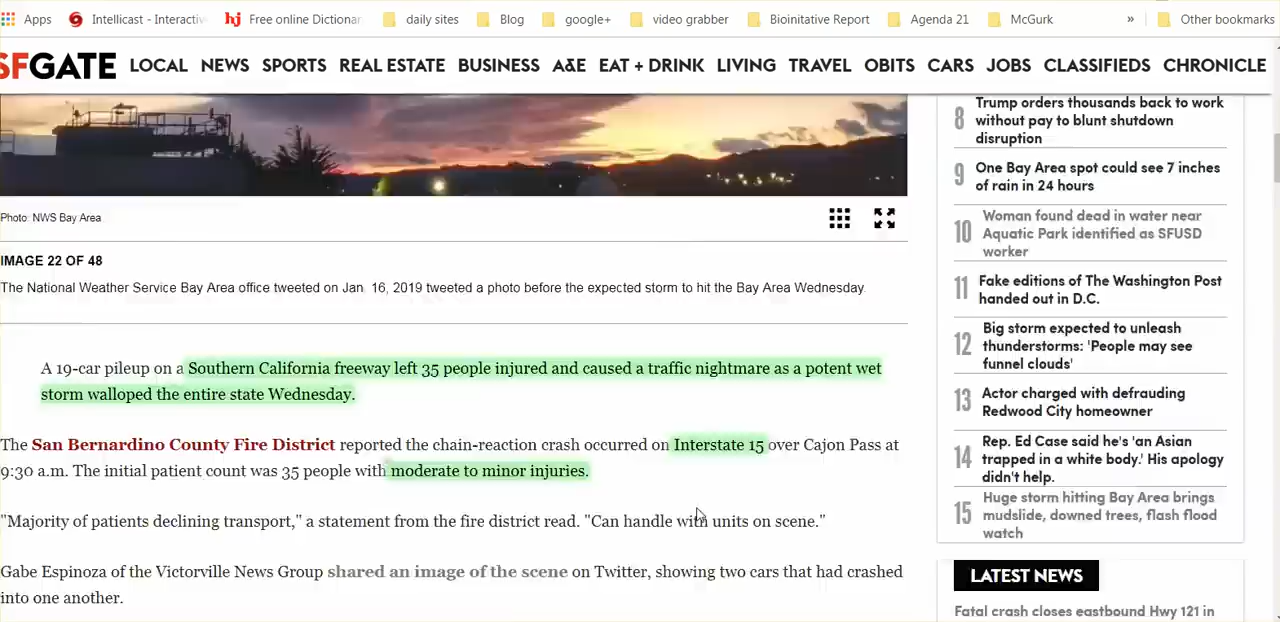 Apps Intellicast - Interactiv hj Free online Dictionar daily sites Blog google+ video graber Bioinitative Report Agenda 21 McGurk » Other bookmarks
SFGATE LOCAL NEWS SPORTS REAL ESTATE BUSINESS A&E EAT + DRINK LIVING TRAVEL OBITS CARS JOBS CLASSIFIEDS CHRONICLE
Photo: NWS Bay Area
IMAGE 22 OF 48
The National Weather Service Bay Area office tweeted on Jan. 16, 2019 tweeted a photo before the expected storm to hit the Bay Area Wednesday.
A 19-car pileup on a Southern California freeway left 35 people injured and caused a traffic nightmare as a potent wet
storm walloped the entire state Wednesday.
The San Bernardino County Fire District reported the chain-reaction crash occurred on Interstate 15 over Cajon Pass at
9:30 a.m. The initial patient count was 35 people with moderate to minor injuries.
"Majority of patients declining transport," a statement from the fire district read. "Can handle with units on scene."
Gabe Espinoza of the Victorville News Group shared an image of the scene on Twitter, showing two cars that had crashed
into one another.
8 Trump orders thousands back to work
without pay to blunt shutdown
disruption
9 One Bay Area spot could see 7 inches
of rain in 24 hours
10 Woman found dead in water near
Aquatic Park identified as SFUSD
worker
11 Fake editions of The Washington Post
handed out in D.C.
12 Big storm expected to unleash
thunderstorms: 'People may see
funnel clouds'
13 Actor charged with defrauding
Redwood City homeowner
14 Rep. Ed Case said he's 'an Asian
trapped in a white body.' His apology
didn't help.
15 Huge storm hitting Bay Area brings
mudslide, downed trees, flash flood
watch
LATEST NEWS
Fatal crash closes eastbound Hwy 121 in